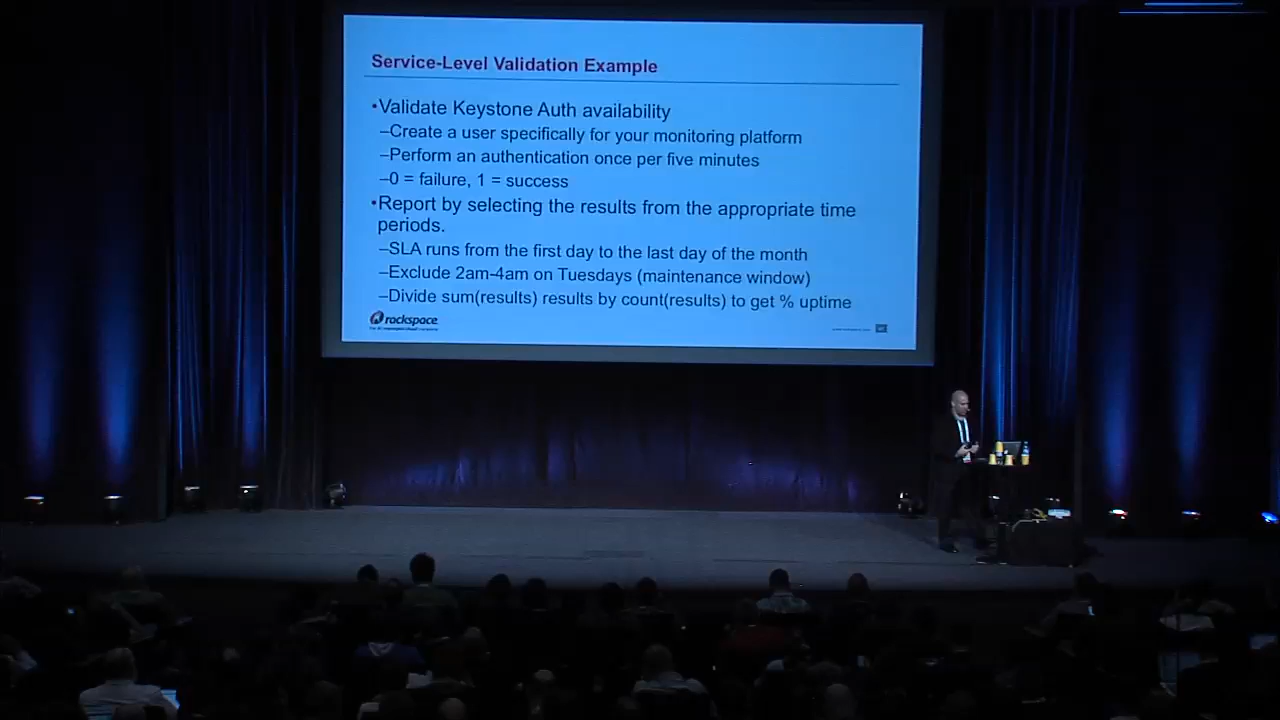 Service-Level Validation Example
•Validate Keystone Auth availability
–Create a user specifically for your monitoring platform
–Perform an authentication once per five minutes
–0 = failure, 1 = success
•Report by selecting the results from the appropriate time
periods.
–SLA runs from the first day to the last day of the month
–Exclude 2am-4am on Tuesdays (maintenance window)
–Divide sum(results) results by count(results) to get % uptime
rackspace